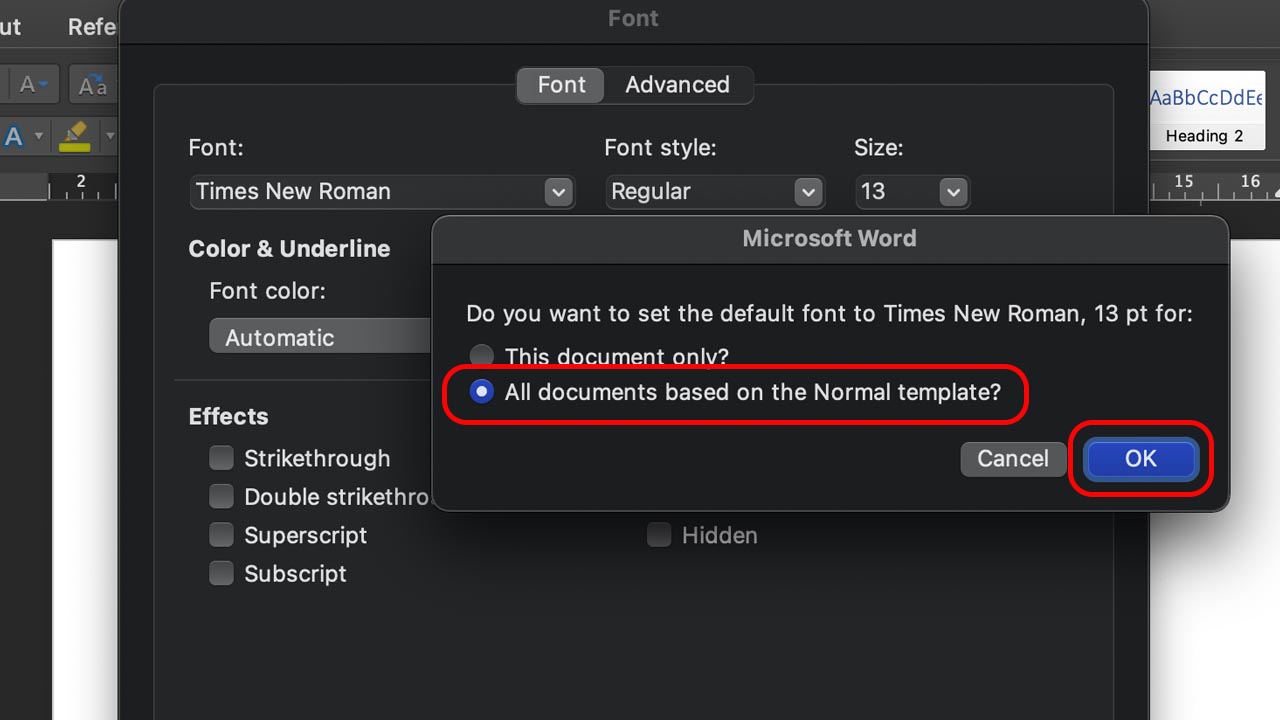 Font
ut Refe
Font Advanced
A Aa
AaBbCcDdEe
Heading 2
A
Font: Font style: Size:
Times New Roman Regular 13
2 15 16
Color & Underline
Microsoft Word
Font color:
Automatic
Do you want to set the default font to Times New Roman, 13 pt for:
This document only?
All documents based on the Normal template?
Cancel OK
Effects
Strikethrough
Double strikethro
Superscript Hidden
Subscript